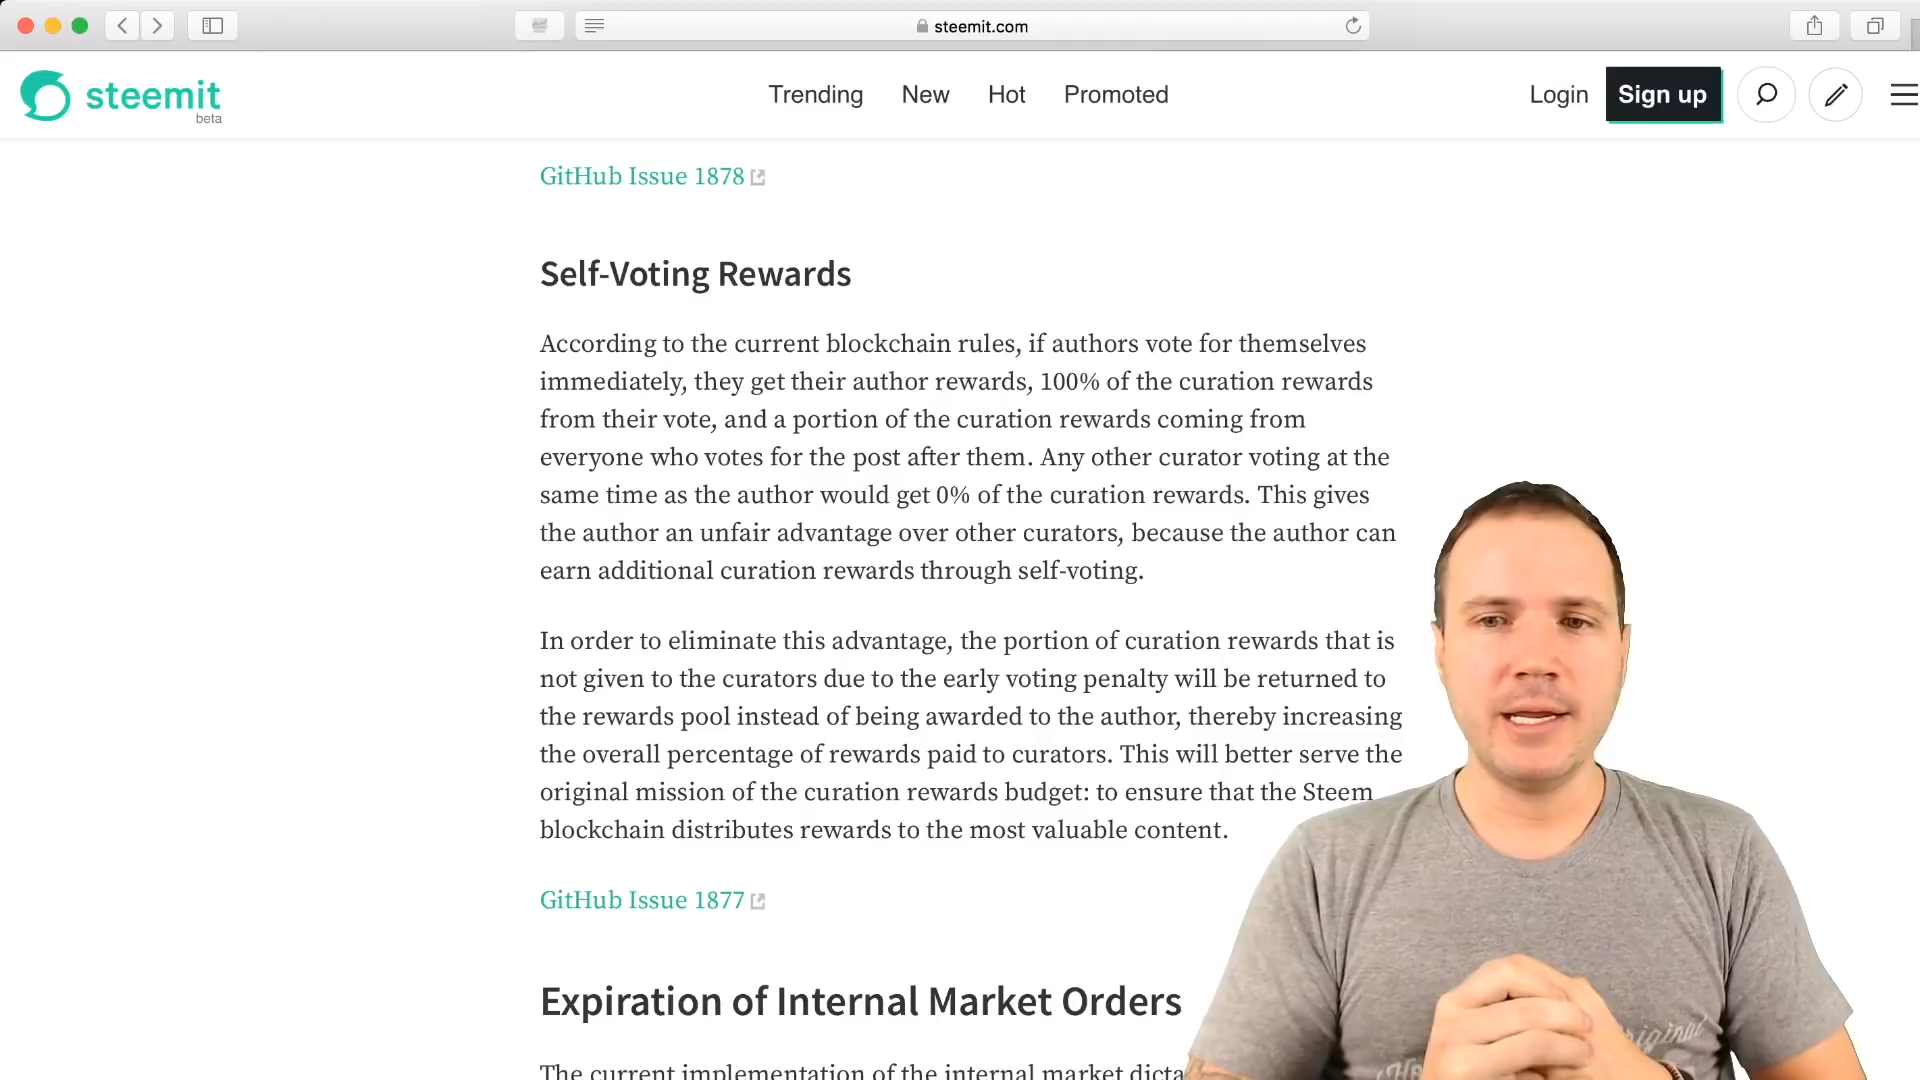 steemit.com
steemit
beta
Trending New Hot Promoted
Login Sign up
GitHub Issue 1878
Self-Voting Rewards
According to the current blockchain rules, if authors vote for themselves
immediately, they get their author rewards, 100% of the curation rewards
from their vote, and a portion of the curation rewards coming from
everyone who votes for the post after them. Any other curator voting at the
same time as the author would get 0% of the curation rewards. This gives
the author an unfair advantage over other curators, because the author can
earn additional curation rewards through self-voting.
In order to eliminate this advantage, the portion of curation rewards that is
not given to the curators due to the early voting penalty will be returned to
the rewards pool instead of being awarded to the author, thereby increasing
the overall percentage of rewards paid to curators. This will better serve the
original mission of the curation rewards budget: to ensure that the Steem
blockchain distributes rewards to the most valuable content.
GitHub Issue 1877
Expiration of Internal Market Orders
The current implementation of the internal market dicta